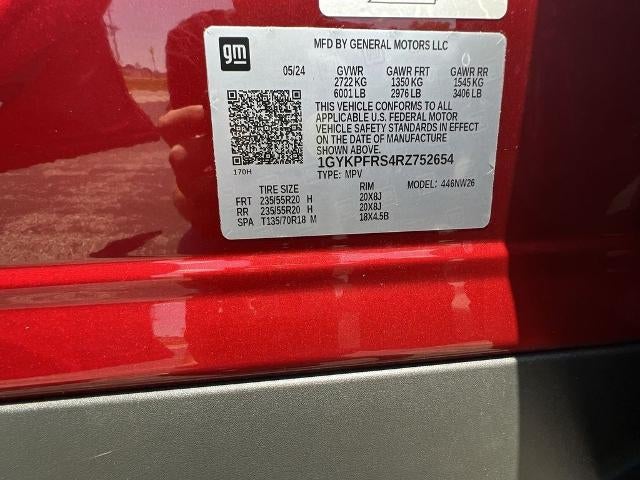 gm
MFD BY GENERAL MOTORS LLC
05/24 GVWR GAWR FRT GAWR RR
2722 KG 1350 KG 1545 KG
6001 LB 2976 LB 3406 LB
THIS VEHICLE CONFORMS TO ALL
APPLICABLE U.S. FEDERAL MOTOR
VEHICLE SAFETY STANDARDS IN EFFECT
ON THE DATE OF MANUFACTURE
SHOWN ABOVE.
1GYKPFRS4RZ752654
170H TYPE: MPV
TIRE SIZE RIM MODEL: 446NW26
FRT 235/55R20 H 20X8J
RR 235/55R20 H 20X8J
SPA T135/70R18 M 18X4.5B